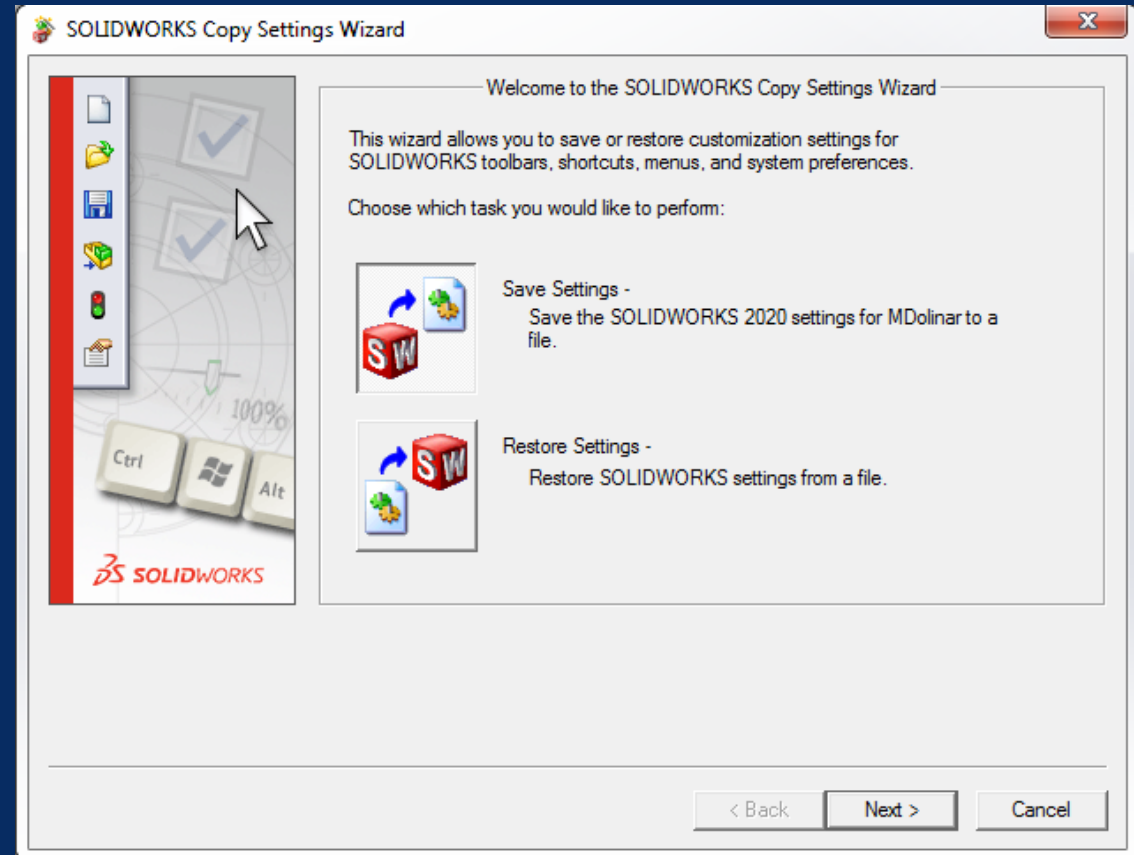 SOLIDWORKS Copy Settings Wizard
X
Welcome to the SOLIDWORKS Copy Settings Wizard
This wizard allows you to save or restore customization settings for
SOLIDWORKS toolbars, shortcuts, menus, and system preferences.
Choose which task you would like to perform:
Save Settings -
Save the SOLIDWORKS 2020 settings for MDolinar to a
file.
SW
Restore Settings -
Restore SOLIDWORKS settings from a file.
SW
100%
Ctrl
Alt
3S SOLIDWORKS
< Back
Next >
Cancel